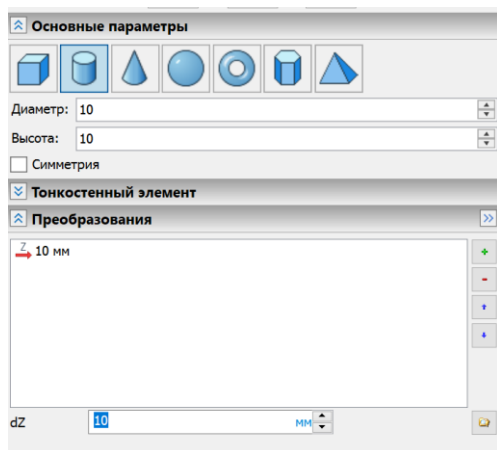 Основные параметры
Диаметр: 10
Высота: 10
Симметрия
Тонкостенный элемент
Преобразования
Z 10 мм
dZ 10 мм